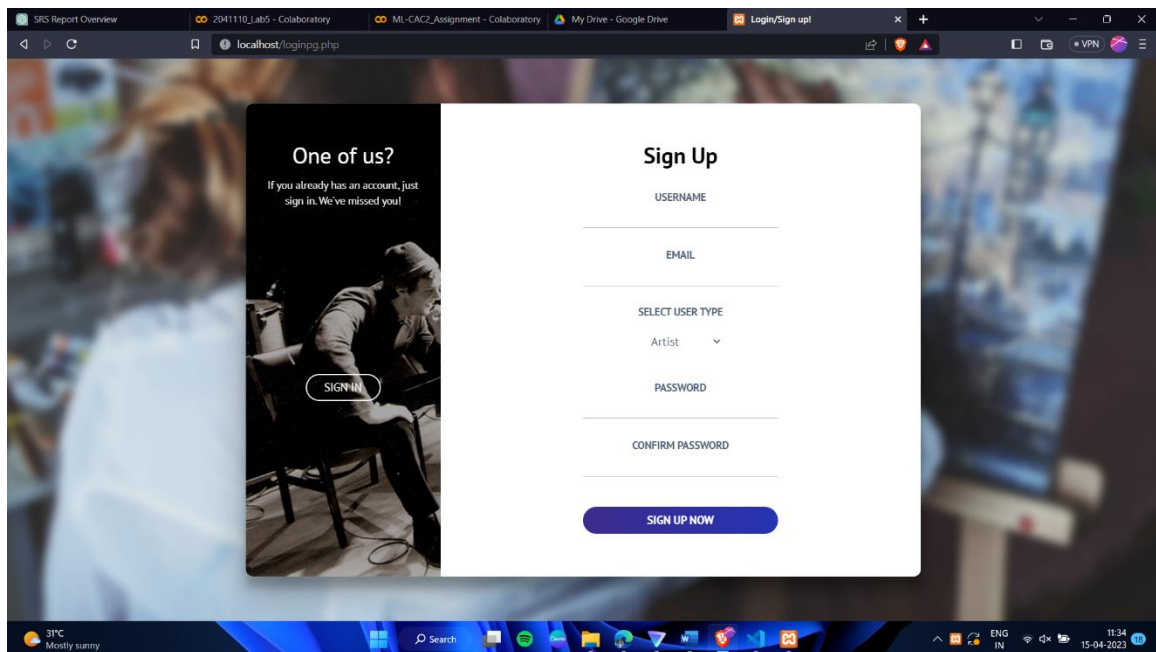 SRS Report Overview
2041110_Lab5 - Colaboratory
ML-CAC2_Assignment - Colaboratory
My Drive - Google Drive
Login/Sign up!
localhost/loginpg.php
VPN
One of us?
If you already has an account, just
sign in. We've missed you!
SIGN IN
Sign Up
USERNAME
EMAIL
SELECT USER TYPE
Artist
PASSWORD
CONFIRM PASSWORD
SIGN UP NOW
31°C
Mostly sunny
Search
ENG
IN
11:34
15-04-2023
18